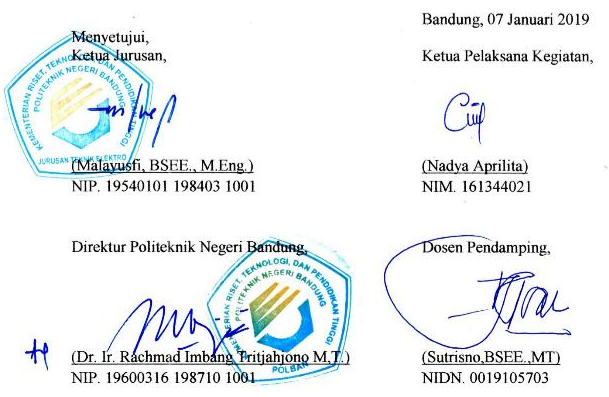 Bandung, 07 Januari 2019
Menyetujui,
Ketua Jurusan,
Ketua Pelaksana Kegiatan,
KEMENTERIAN RISET, TEKNOLOGI, DAN PENDIDIKAN TINGGI
POLITEKNIK NEGERI BANDUNG
JURUSAN TEKNIK ELEKTRO
(Malayusfi, BSEE., M.Eng.)
(Nadya Aprilita)
NIP. 19540101 198403 1001
NIM. 161344021
Direktur Politeknik Negeri Bandung,
Dosen Pendamping,
KEMENTERIAN RISET, TEKNOLOGI, DAN PENDIDIKAN TINGGI
POLITEKNIK NEGERI BANDUNG
POLBAN
(Dr. Ir. Rachmad Imbang Tritjahjono M.T.)
(Sutrisno,BSEE.,MT)
NIP. 19600316 198710 1001
NIDN. 0019105703